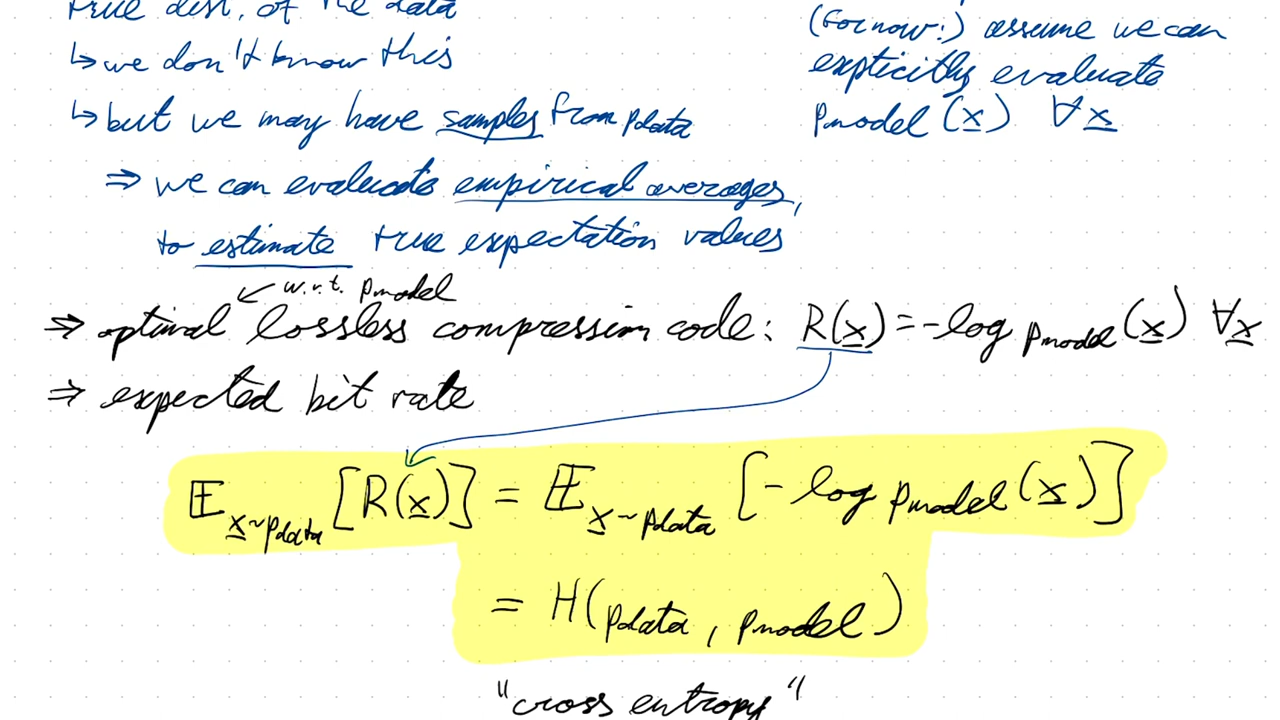 true dist. of the data
↳ we don't know this
↳ but we may have samples from pdata
⇒ we can evaluate empirical averages,
to estimate true expectation values
(for now:) assume we can
explicitly evaluate
pmodel (x) ∀x
↙ w.r.t. pmodel
⇒ optimal lossless compression code: R(x) = -log pmodel (x) ∀x
⇒ expected bit rate
𝔼x~pdata [R(x)] = 𝔼x~pdata [-log pmodel (x)]
= H(pdata, pmodel)
"cross entropy"